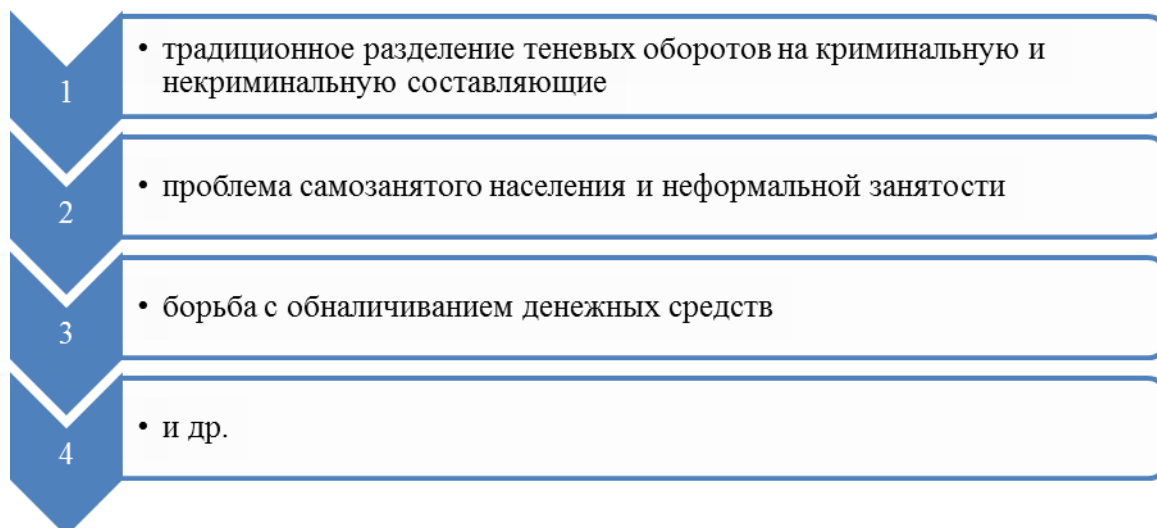 1
• традиционное разделение теневых оборотов на криминальную и
некриминальную составляющие
2
• проблема самозанятого населения и неформальной занятости
3
• борьба с обналичиванием денежных средств
4
• и др.